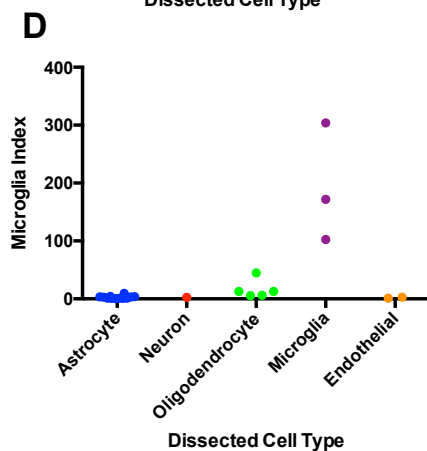 Dissected Cell Type
D
Microglia Index
400
300
200
100
0
Astrocyte
Neuron
Oligodendrocyte
Microglia
Endothelial
Dissected Cell Type